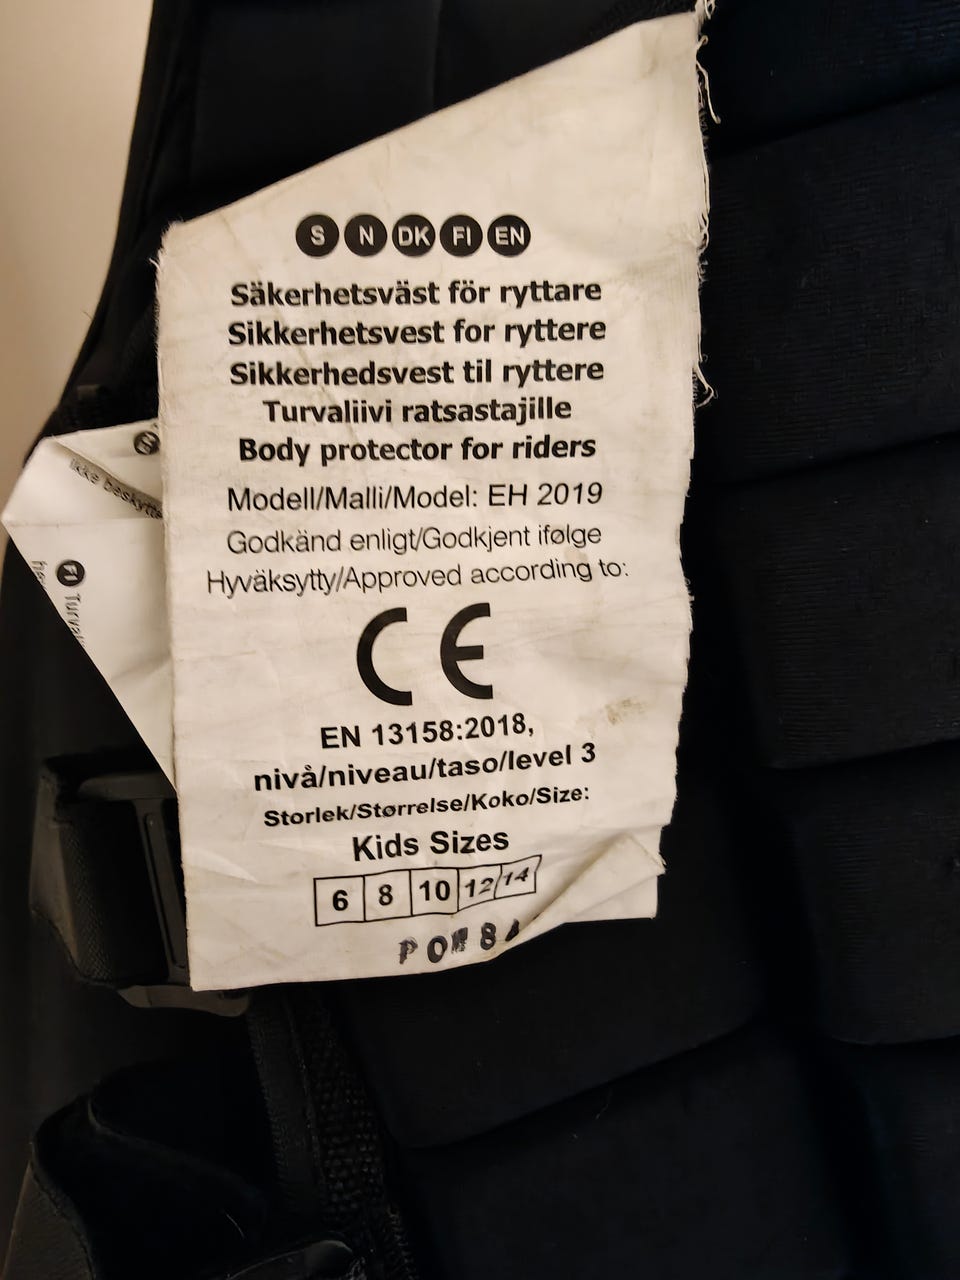 S N DK FI EN
Säkerhetsväst för ryttare
Sikkerhetsvest for ryttere
Sikkerhedsvest til ryttere
Turvaliivi ratsastajille
Body protector for riders
Modell/Malli/Model: EH 2019
Godkänd enligt/Godkjent ifølge
Hyväksytty/Approved according to:
CE
EN 13158:2018,
nivå/niveau/taso/level 3
Storlek/Størrelse/Koko/Size:
Kids Sizes
6 8 10 12 14
ikke